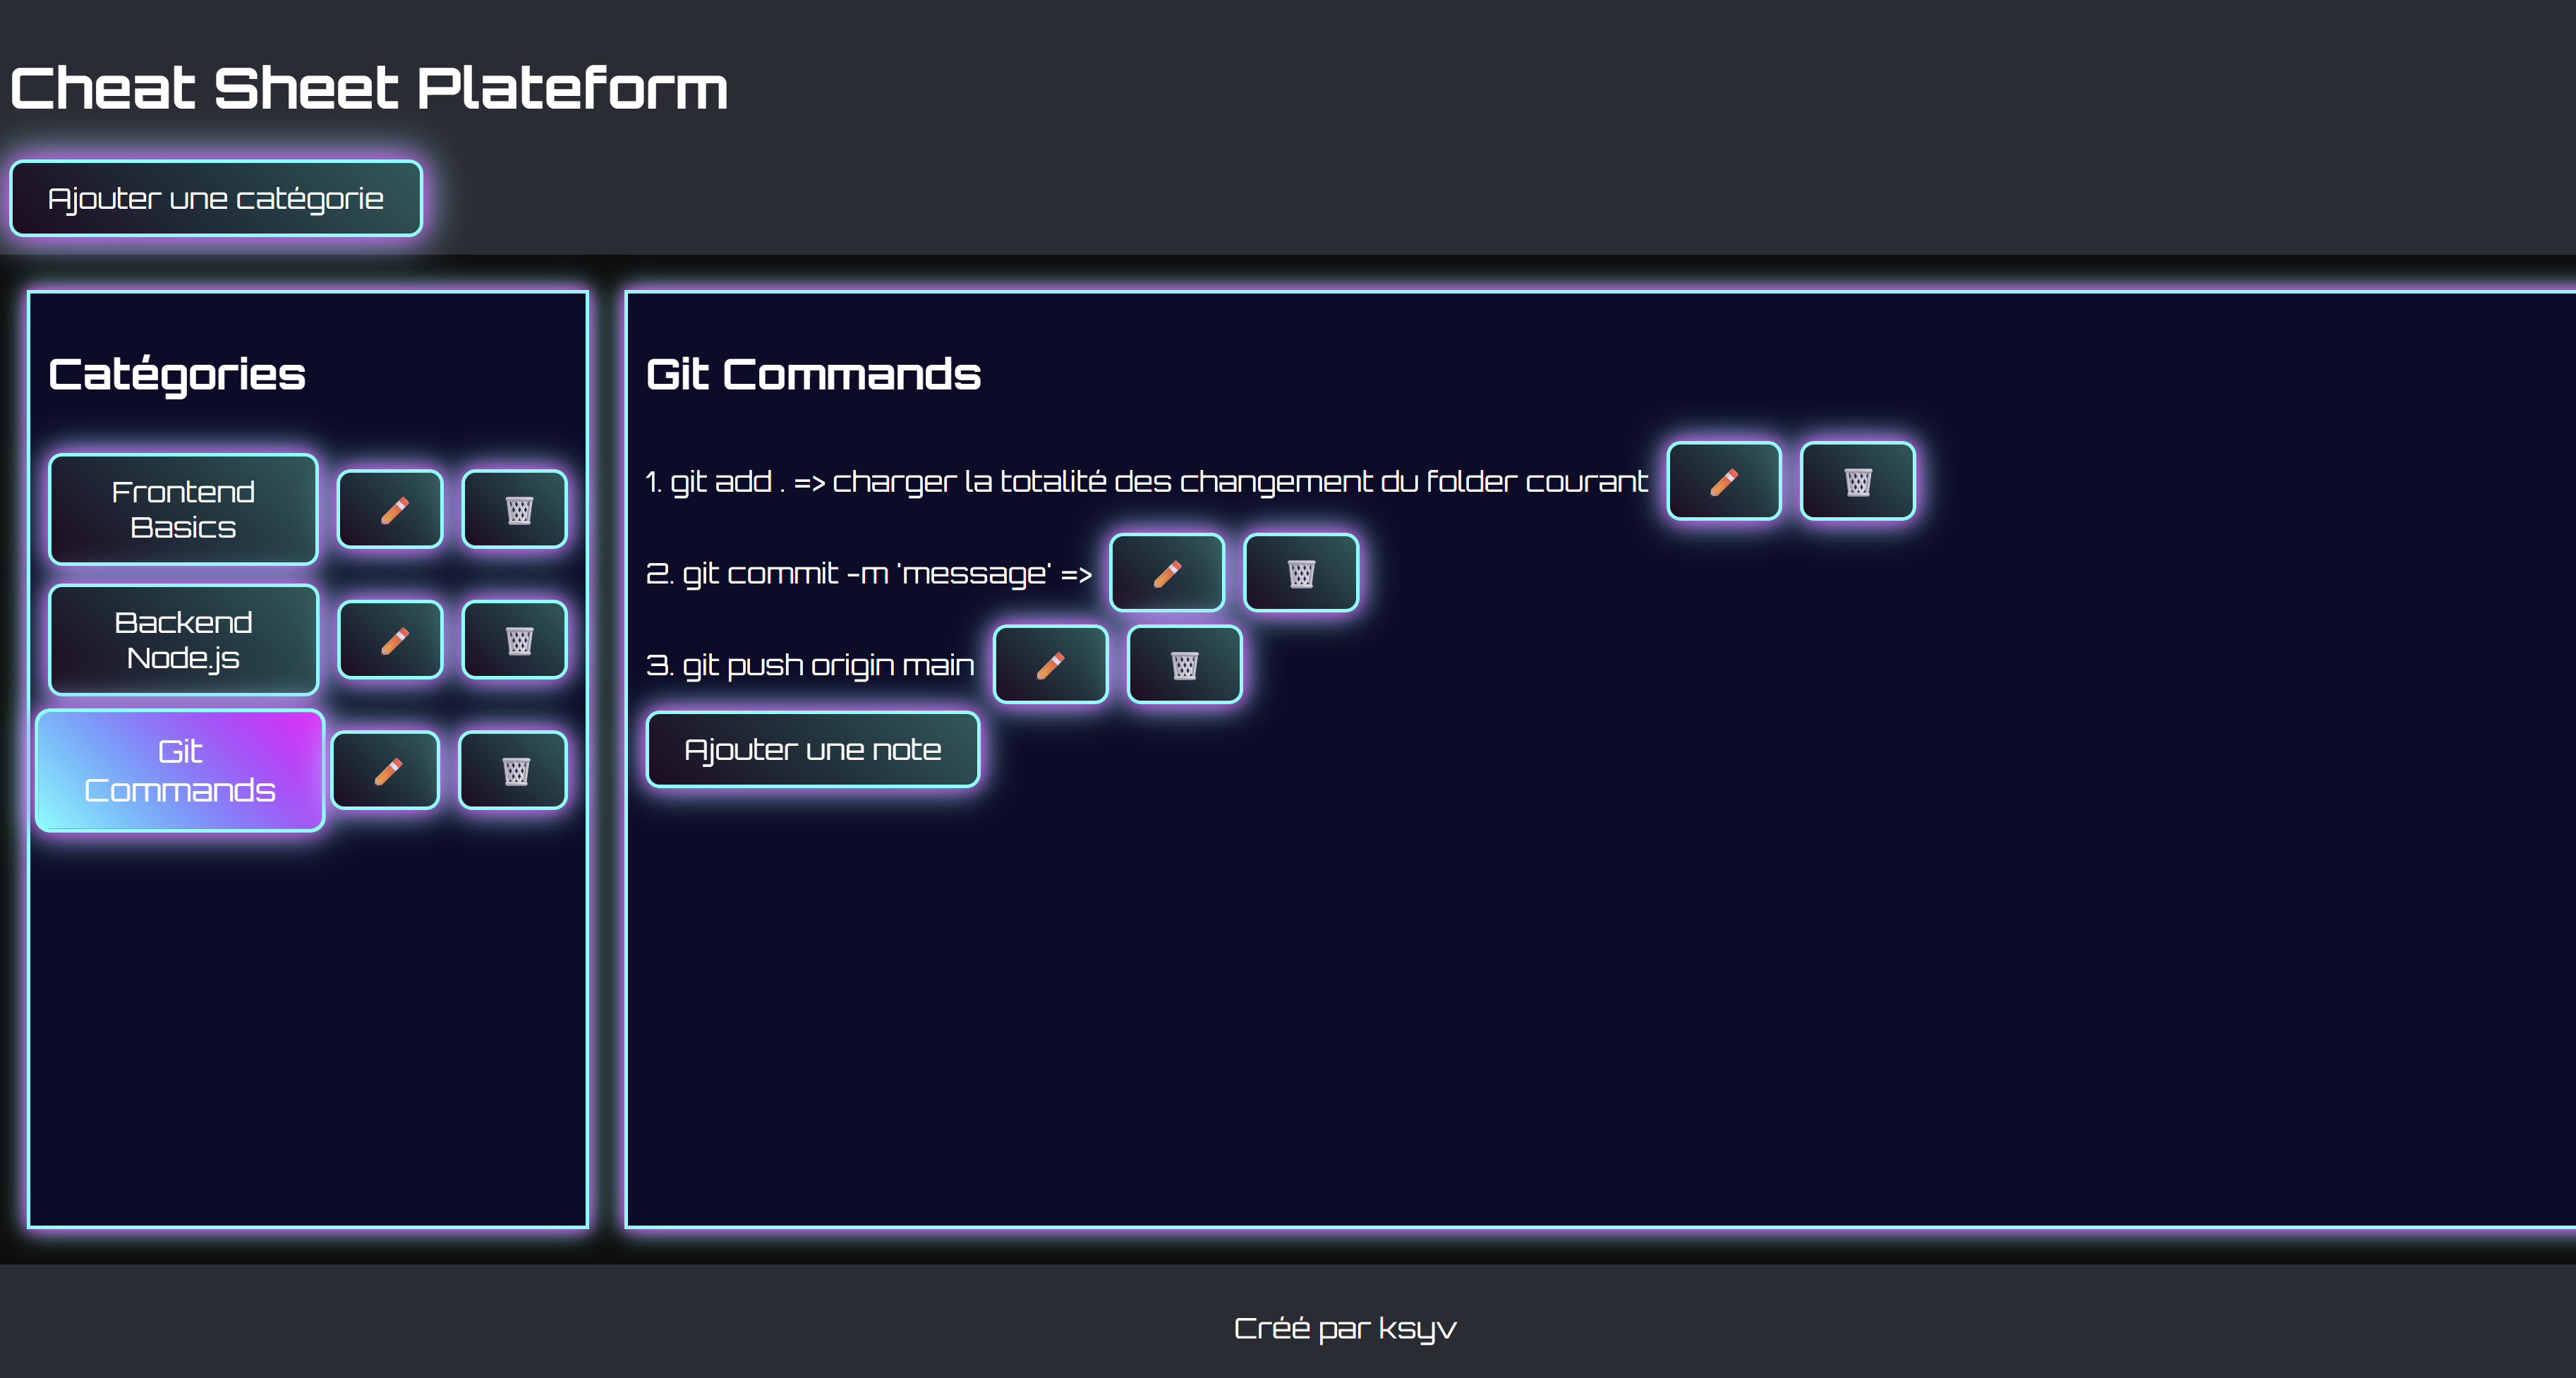 Cheat Sheet Plateform
Ajouter une catégorie
Catégories
Frontend
Basics
Backend
Node.js
Git
Commands
Git Commands
1. git add . => charger la totalité des changement du folder courant
2. git commit -m 'message' =>
3. git push origin main
Ajouter une note
Créé par ksyv